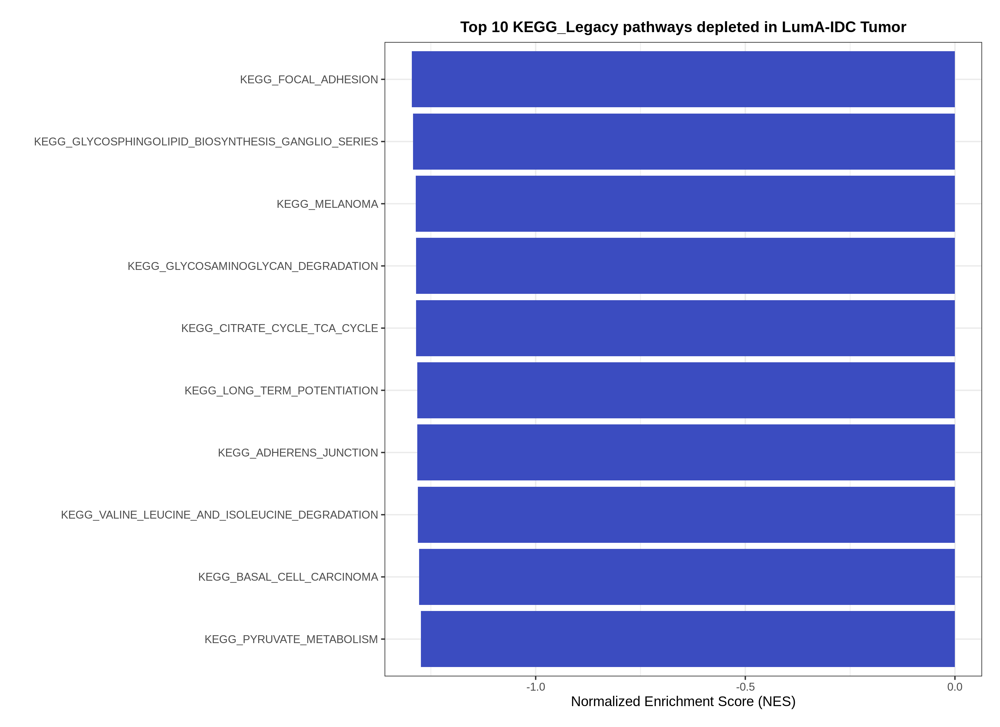 Top 10 KEGG_Legacy pathways depleted in LumA-IDC Tumor
KEGG_FOCAL_ADHESION
KEGG_GLYCOSPHINGOLIPID_BIOSYNTHESIS_GANGLIO_SERIES
KEGG_MELANOMA
KEGG_GLYCOSAMINOGLYCAN_DEGRADATION
KEGG_CITRATE_CYCLE_TCA_CYCLE
KEGG_LONG_TERM_POTENTIATION
KEGG_ADHERENS_JUNCTION
KEGG_VALINE_LEUCINE_AND_ISOLEUCINE_DEGRADATION
KEGG_BASAL_CELL_CARCINOMA
KEGG_PYRUVATE_METABOLISM
-1.0 -0.5 0.0
Normalized Enrichment Score (NES)